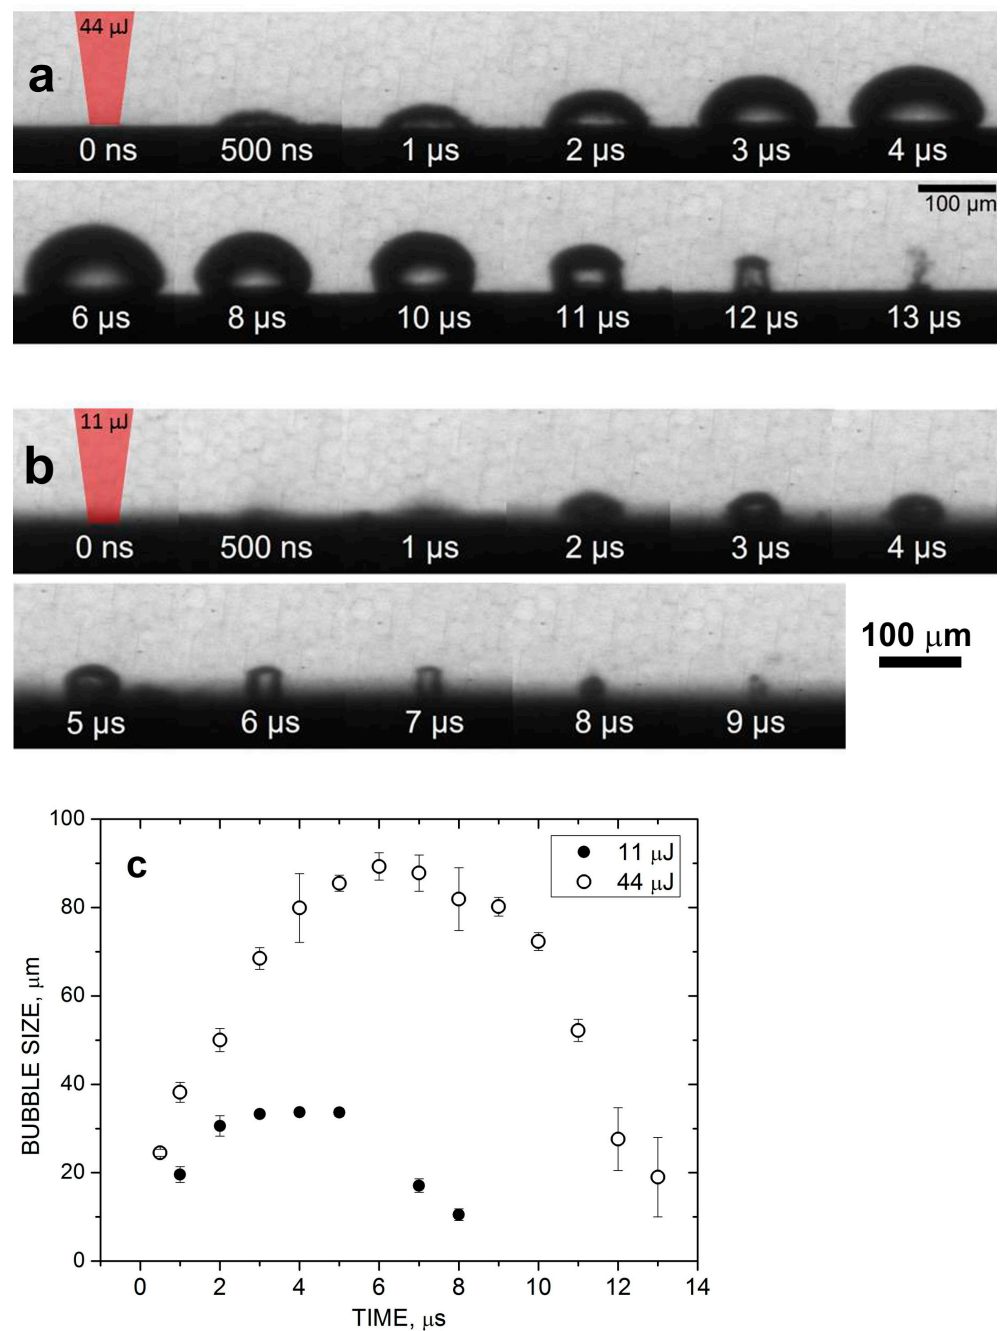 44 µJ
a
0 ns 500 ns 1 µs 2 µs 3 µs 4 µs
100 µm
6 µs 8 µs 10 µs 11 µs 12 µs 13 µs
11 µJ
b
0 ns 500 ns 1 µs 2 µs 3 µs 4 µs
100 µm
5 µs 6 µs 7 µs 8 µs 9 µs
c
11 µJ
44 µJ
100
80
60
40
20
0
BUBBLE SIZE, µm
0 2 4 6 8 10 12 14
TIME, µs